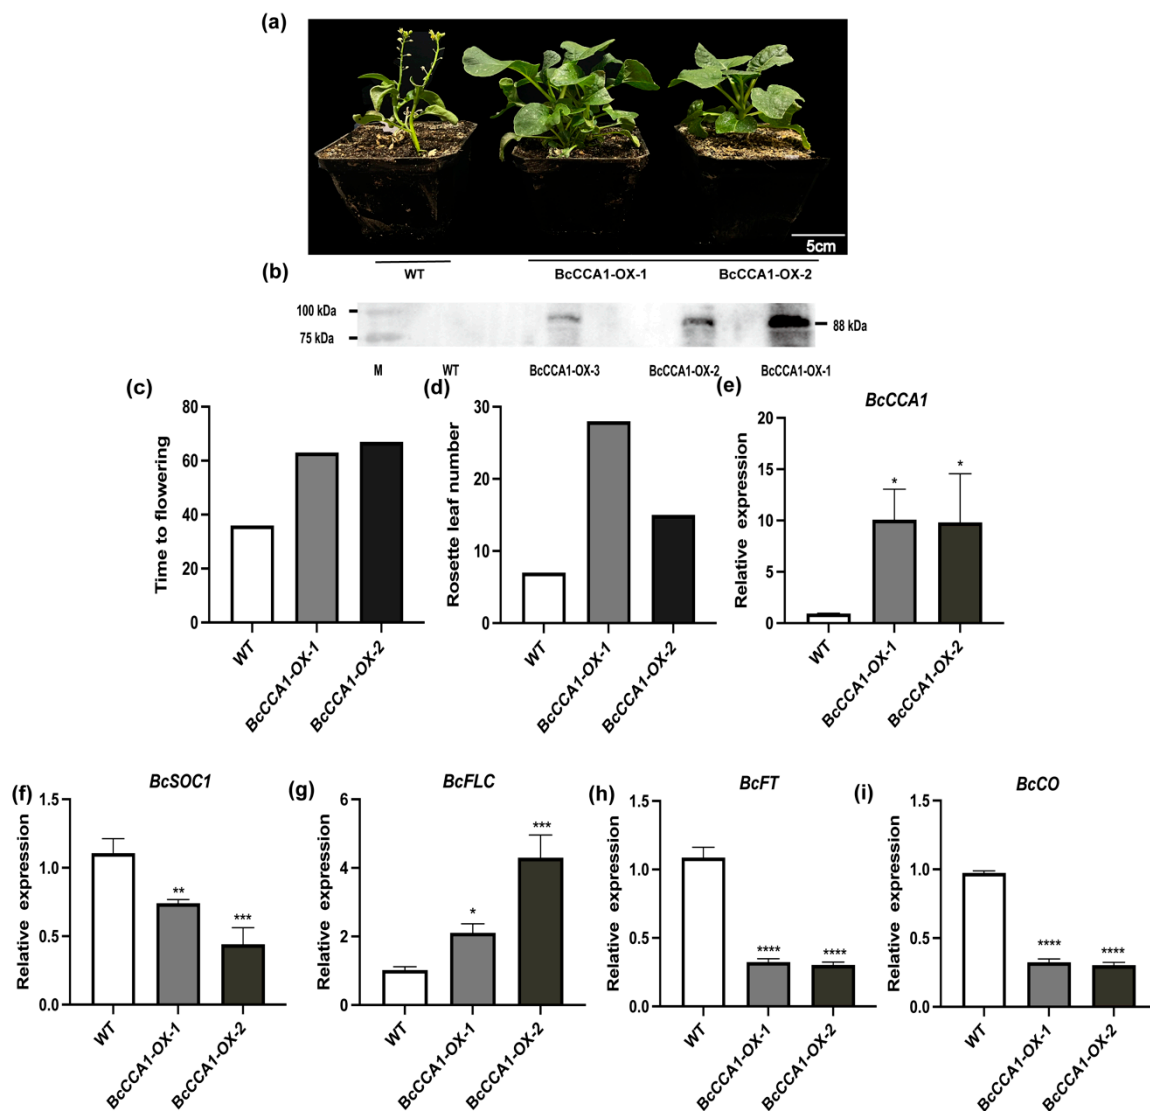 (a)
5cm
WT BcCCA1-OX-1 BcCCA1-OX-2
(b)
100 kDa
75 kDa
88 kDa
M WT BcCCA1-OX-3 BcCCA1-OX-2 BcCCA1-OX-1
(c)
Time to flowering
80
60
40
20
0
WT
BcCCA1-OX-1
BcCCA1-OX-2
(d)
Rosette leaf number
30
20
10
0
WT
BcCCA1-OX-1
BcCCA1-OX-2
(e)
BcCCA1
Relative expression
20
15
10
5
0
*
*
WT
BcCCA1-OX-1
BcCCA1-OX-2
(f)
BcSOC1
Relative expression
1.5
1.0
0.5
0.0
**
***
WT
BcCCA1-OX-1
BcCCA1-OX-2
(g)
BcFLC
Relative expression
6
4
2
0
*
***
WT
BcCCA1-OX-1
BcCCA1-OX-2
(h)
BcFT
Relative expression
1.5
1.0
0.5
0.0
****
****
WT
BcCCA1-OX-1
BcCCA1-OX-2
(i)
BcCO
Relative expression
1.5
1.0
0.5
0.0
****
****
WT
BcCCA1-OX-1
BcCCA1-OX-2